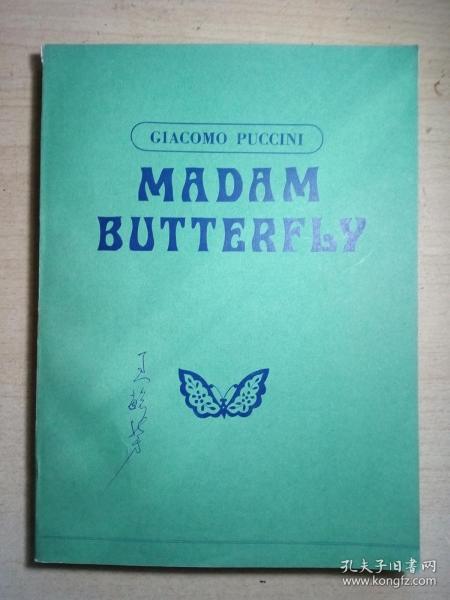 GIACOMO PUCCINI
MADAM
BUTTERFLY
孔夫子旧书网
www.kongfz.com